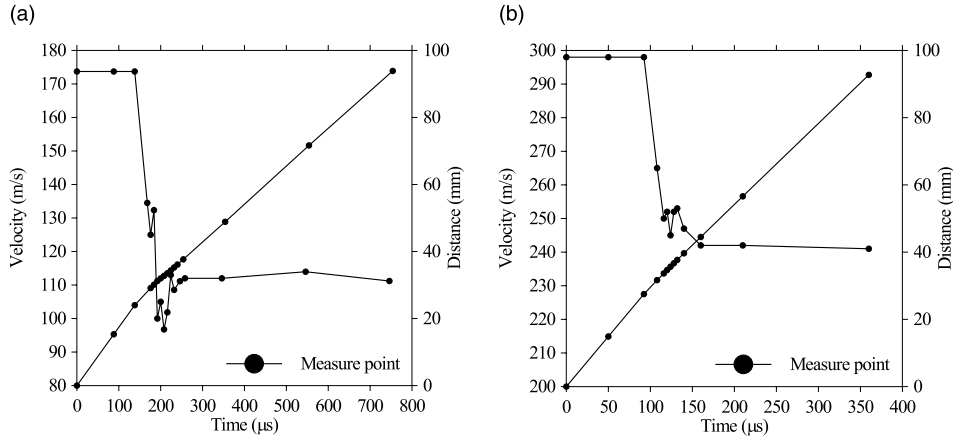 (a)
180
170
160
150
140
130
120
110
100
90
80
Velocity (m/s)
100
80
60
40
20
0
Distance (mm)
0 100 200 300 400 500 600 700 800
Time (μs)
Measure point
(b)
300
290
280
270
260
250
240
230
220
210
200
Velocity (m/s)
100
80
60
40
20
0
Distance (mm)
0 50 100 150 200 250 300 350 400
Time (μs)
Measure point